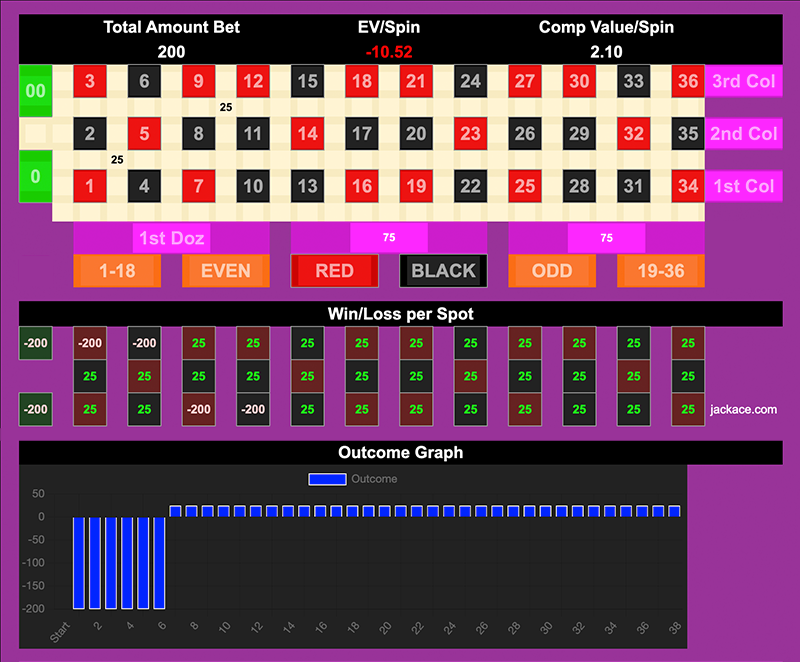 Total Amount Bet EV/Spin Comp Value/Spin
200 -10.52 2.10
00 3 6 9 12 15 18 21 24 27 30 33 36 3rd Col
25
2 5 8 11 14 17 20 23 26 29 32 35 2nd Col
25
0 1 4 7 10 13 16 19 22 25 28 31 34 1st Col
1st Doz 75 75
1-18 EVEN RED BLACK ODD 19-36
Win/Loss per Spot
-200 -200 -200 25 25 25 25 25 25 25 25 25 25
25 25 25 25 25 25 25 25 25 25 25 25
-200 25 25 -200 -200 25 25 25 25 25 25 25 25 jackace.com
Outcome Graph
Outcome
50
0
-50
-100
-150
-200
Start 2 4 6 8 10 12 14 16 18 20 22 24 26 28 30 32 34 36 38